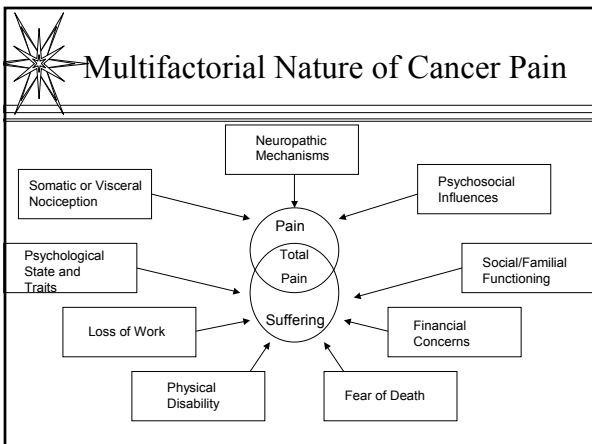 Multifactorial Nature of Cancer Pain
Neuropathic
Mechanisms
Somatic or Visceral
Nociception
Psychosocial
Influences
Pain
Total
Pain
Suffering
Psychological
State and
Traits
Social/Familial
Functioning
Loss of Work
Financial
Concerns
Physical
Disability
Fear of Death